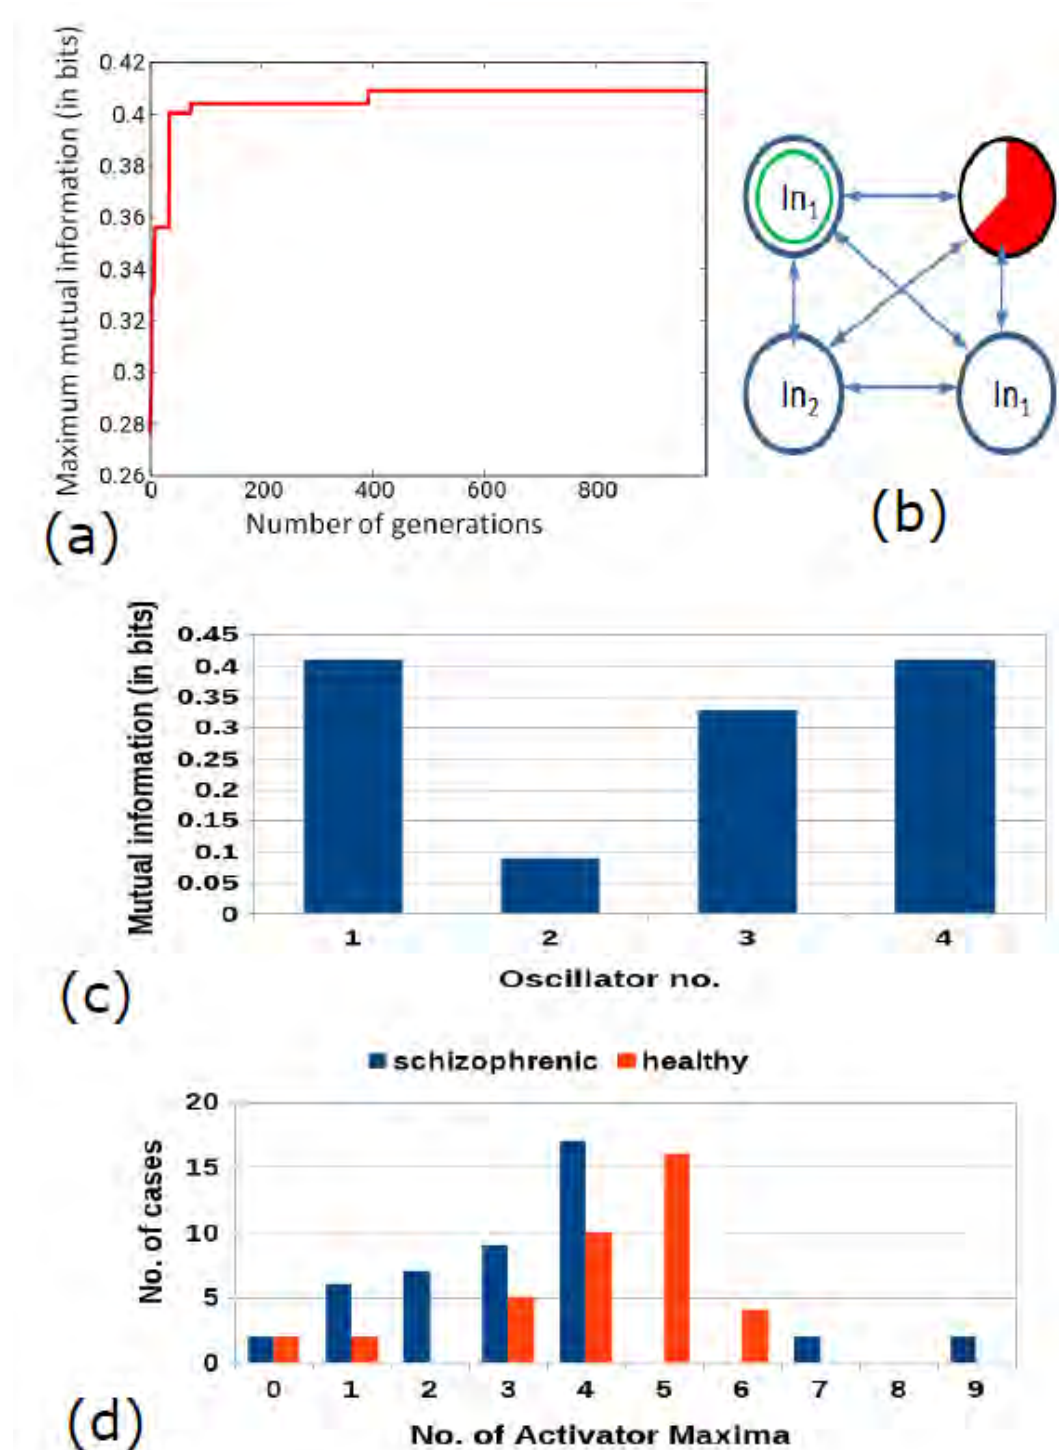 Maximum mutual information (in bits)
0.42
0.4
0.38
0.36
0.34
0.32
0.3
0.28
0.26
0 200 400 600 800
Number of generations
(a)
In1
In2 In1
(b)
Mutual information (in bits)
0.45
0.4
0.35
0.3
0.25
0.2
0.15
0.1
0.05
0
1 2 3 4
Oscillator no.
(c)
schizophrenic healthy
No. of cases
20
15
10
5
0
0 1 2 3 4 5 6 7 8 9
No. of Activator Maxima
(d)